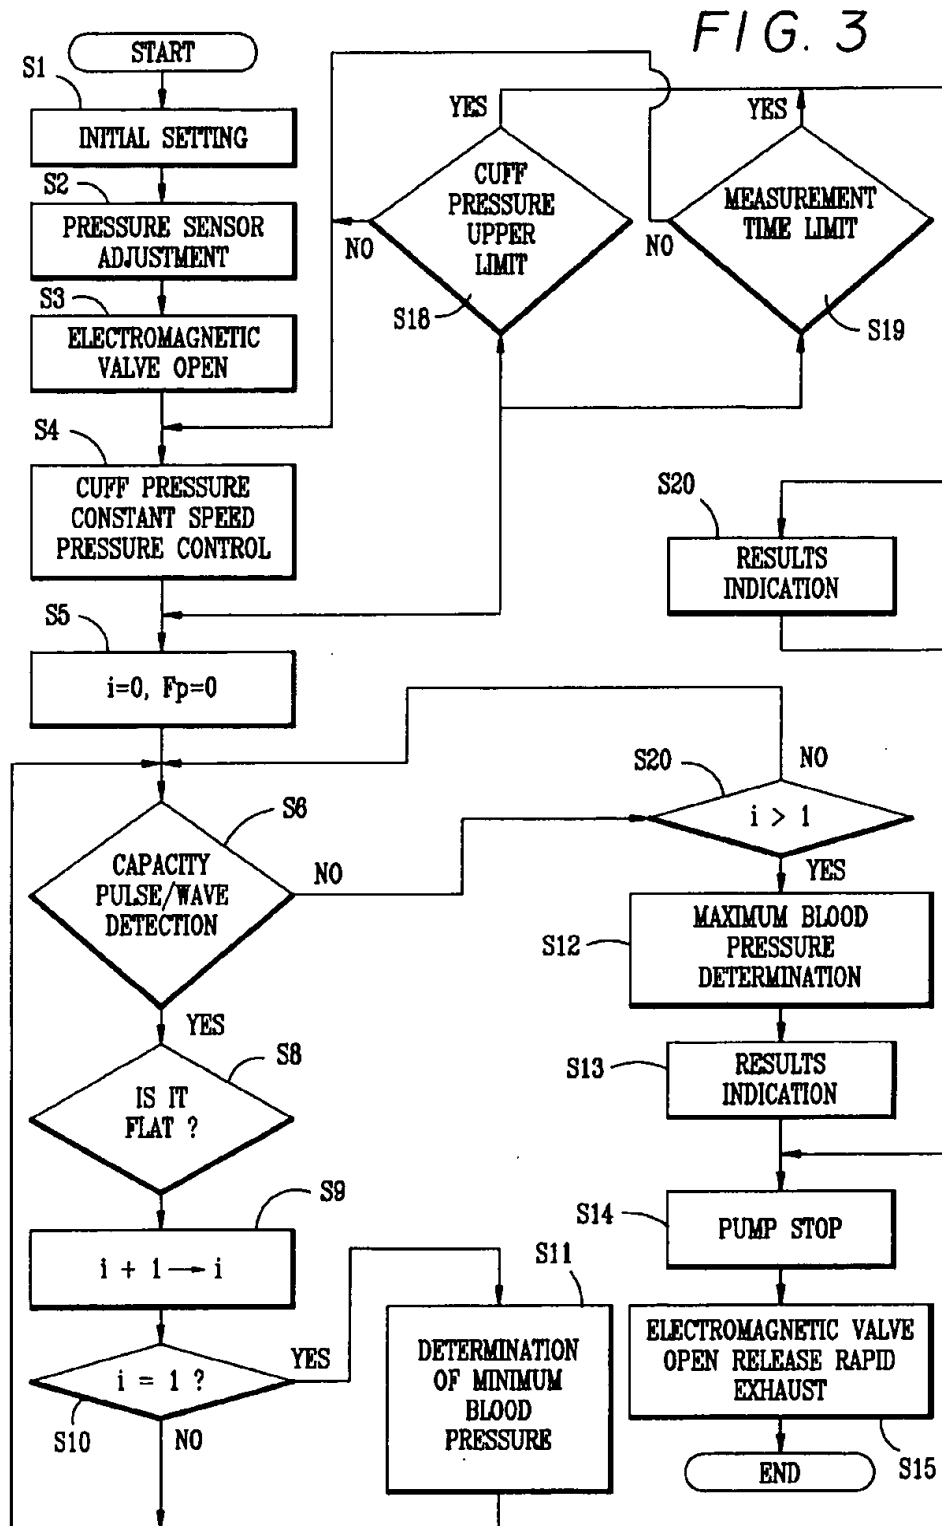 FIG. 3
START
S1
INITIAL SETTING
S2
PRESSURE SENSOR
ADJUSTMENT
S3
ELECTROMAGNETIC
VALVE OPEN
S4
CUFF PRESSURE
CONSTANT SPEED
PRESSURE CONTROL
S5
i=0, Fp=0
YES
CUFF
PRESSURE
UPPER
LIMIT
NO
S18
YES
MEASUREMENT
TIME LIMIT
NO
S19
S20
RESULTS
INDICATION
S6
CAPACITY
PULSE/WAVE
DETECTION
NO
YES
S8
IS IT
FLAT ?
S9
i + 1 → i
i = 1 ?
YES
S10
NO
S11
DETERMINATION
OF MINIMUM
BLOOD
PRESSURE
S20
NO
i > 1
YES
S12
MAXIMUM BLOOD
PRESSURE
DETERMINATION
S13
RESULTS
INDICATION
S14
PUMP STOP
ELECTROMAGNETIC VALVE
OPEN RELEASE RAPID
EXHAUST
S15
END